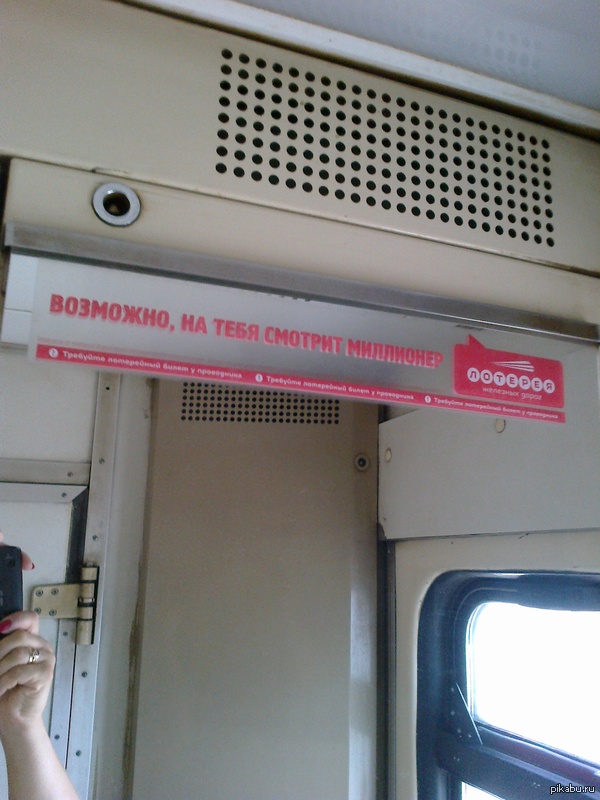 ВОЗМОЖНО, НА ТЕБЯ СМОТРИТ МИЛЛИОНЕР
ЛОТЕРЕЯ
железных дорог
! Требуйте лотерейный билет у проводника ! Требуйте лотерейный билет у проводника ! Требуйте лотерейный билет у проводника
pikabu.ru